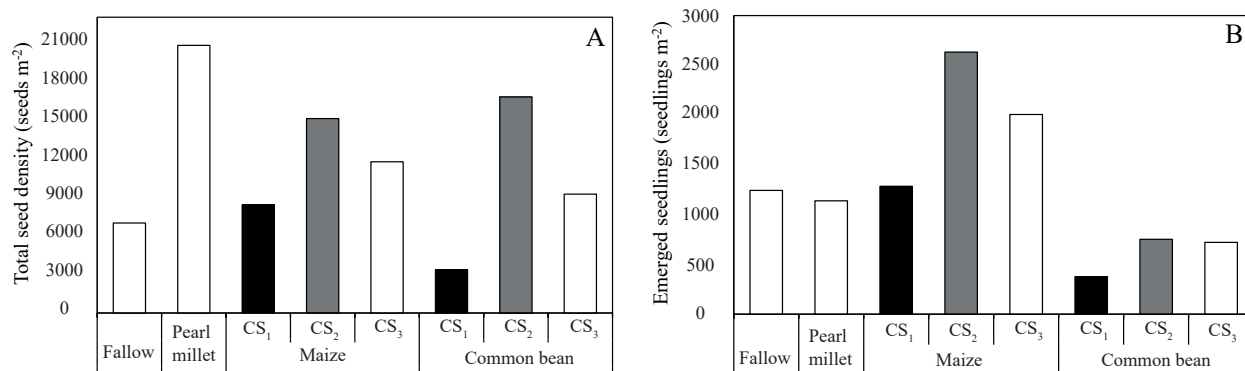 A
Total seed density (seeds m⁻²)
21000
18000
15000
12000
9000
6000
3000
0
CS₁ CS₂ CS₃ CS₁ CS₂ CS₃
Fallow Pearl millet Maize Common bean
B
Emerged seedlings (seedlings m⁻²)
3000
2500
2000
1500
1000
500
0
CS₁ CS₂ CS₃ CS₁ CS₂ CS₃
Fallow Pearl millet Maize Common bean